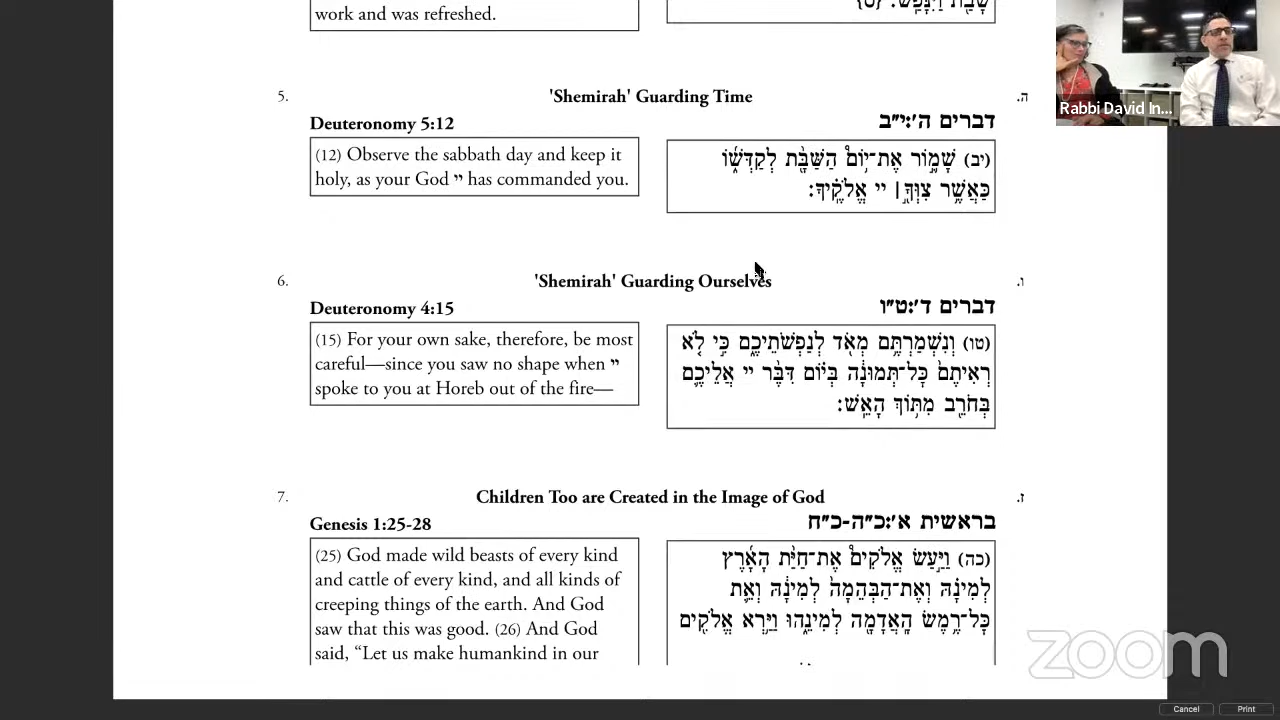 work and was refreshed.
שָׁבַ֖ת וַיִּנָּפַֽשׁ׃ {ס}
5.
'Shemirah' Guarding Time
ה.
Deuteronomy 5:12
דברים ה׳:י״ב
(12) Observe the sabbath day and keep it
holy, as your God ײ has commanded you.
(יב) שָׁמ֛֣וֹר אֶת־י֥וֹם֩ הַשַּׁבָּ֖֨ת לְקַדְּשׁ֑֜וֹ
כַּאֲשֶׁ֥ר צִוְּךָ֖֣ | יי אֱלֹקֶֽ֗יךָ׃
6.
'Shemirah' Guarding Ourselves
ו.
Deuteronomy 4:15
דברים ד׳:ט״ו
(15) For your own sake, therefore, be most
careful—since you saw no shape when ײ
spoke to you at Horeb out of the fire—
(טו) וְנִשְׁמַרְתֶּ֥ם מְאֹ֖ד לְנַפְשֹׁתֵיכֶ֑ם כִּ֣י לֹ֤א
רְאִיתֶם֙ כׇּל־תְּמוּנָ֔ה בְּי֗וֹם דִּבֶּ֨ר יי אֲלֵיכֶ֛ם
בְּחֹרֵ֖ב מִתּ֥וֹךְ הָאֵֽשׁ׃
7.
Children Too are Created in the Image of God
ז.
Genesis 1:25-28
בראשית א׳:כ״ה-כ״ח
(25) God made wild beasts of every kind
and cattle of every kind, and all kinds of
creeping things of the earth. And God
saw that this was good. (26) And God
said, “Let us make humankind in our
(כה) וַיַּ֣עַשׂ אֱלֹקִים֩ אֶת־חַיַּ֨ת הָאָ֜רֶץ
לְמִינָ֗הּ וְאֶת־הַבְּהֵמָה֙ לְמִינָ֔הּ וְאֵ֛ת
כׇּל־רֶ֥מֶשׂ הָֽאֲדָמָ֖ה לְמִינֵ֑הוּ וַיַּ֥רְא אֱלֹקִ֖ים
Rabbi David In...
zoom
Cancel
Print